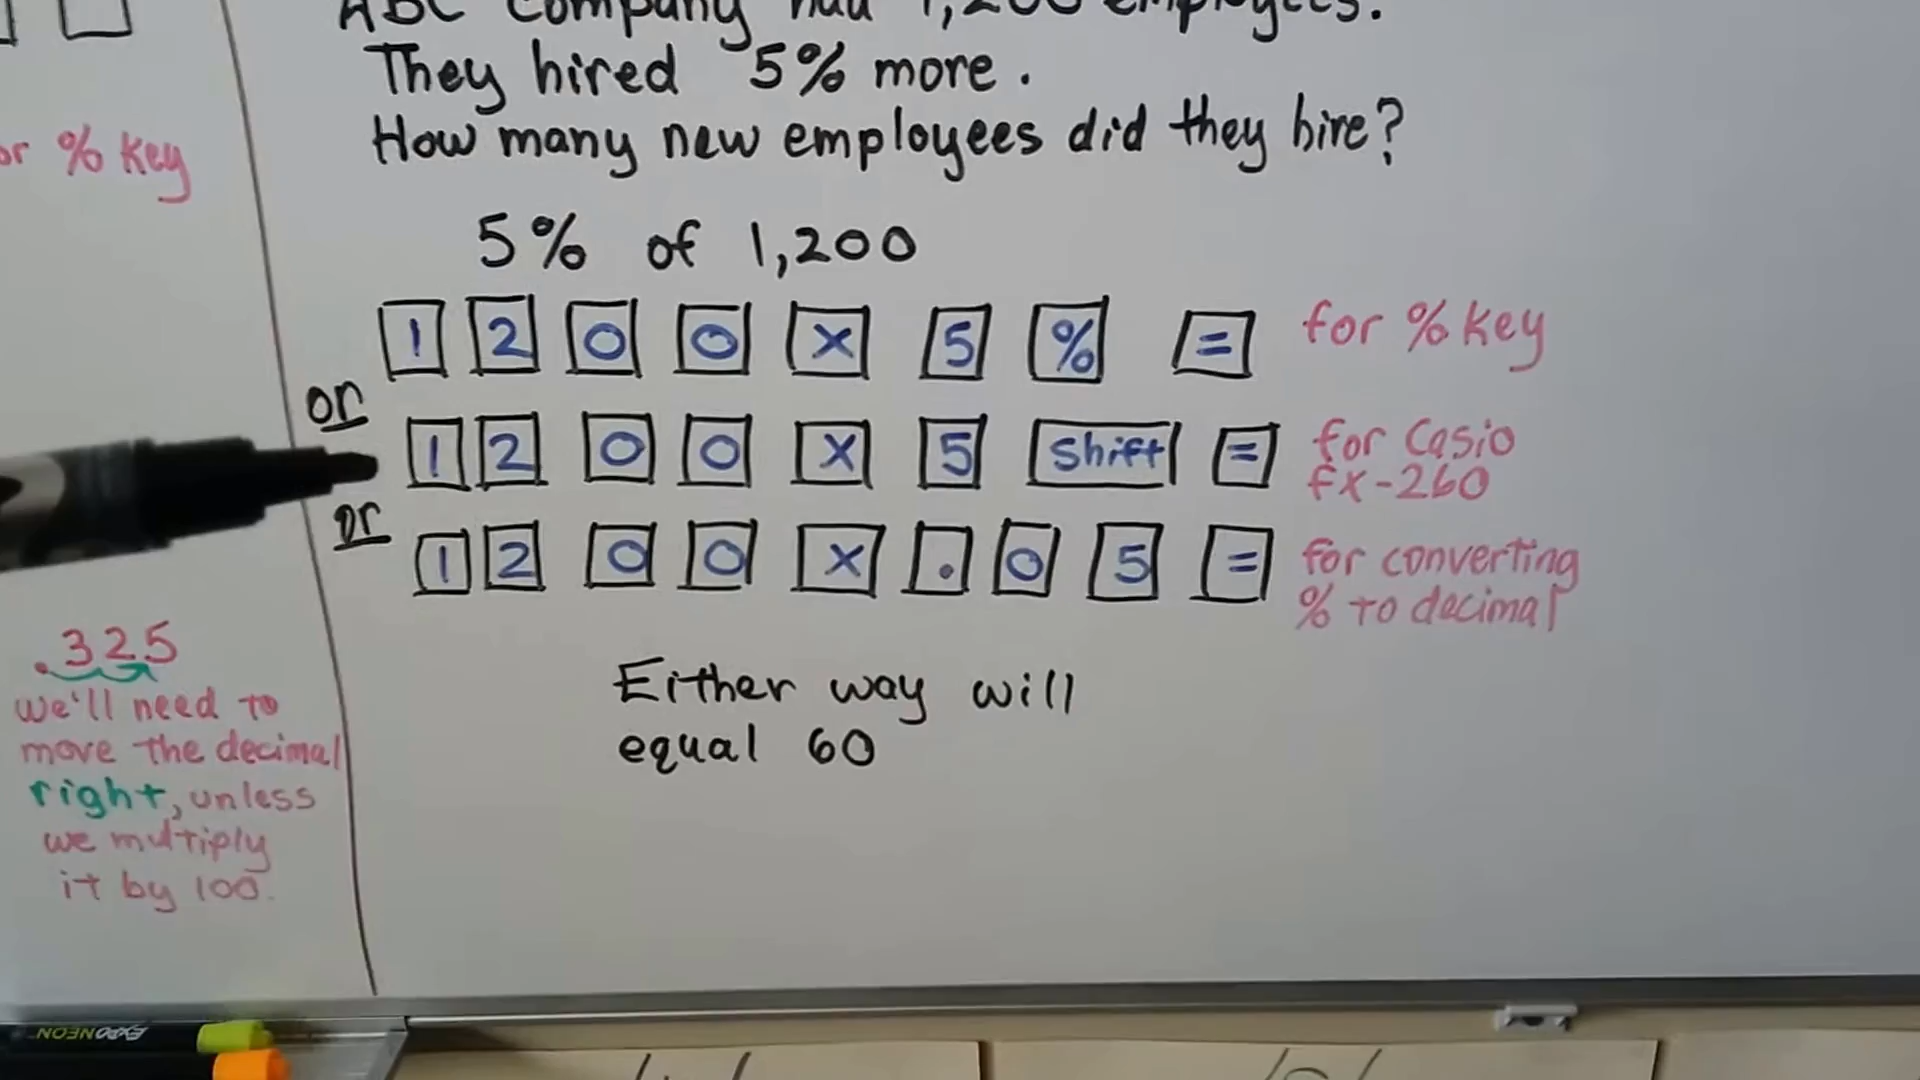 ABC Company had 1,200 employees.
They hired 5% more.
How many new employees did they hire?
5% of 1,200
1 2 0 0 × 5 % = for % key
or
1 2 0 0 × 5 shift = for Casio
fx-260
or
1 2 0 0 × . 0 5 = for converting
% to decimal
Either way will
equal 60
or % key
.325
we'll need to
move the decimal
right, unless
we multiply
it by 100.
EXPO NEON